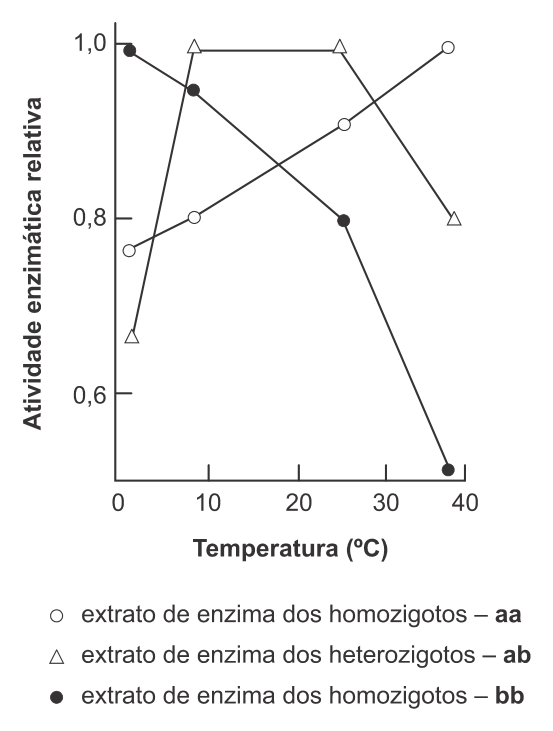 1,0
0,8
0,6
Atividade enzimática relativa
0 10 20 30 40
Temperatura (ºC)
extrato de enzima dos homozigotos – aa
extrato de enzima dos heterozigotos – ab
extrato de enzima dos homozigotos – bb